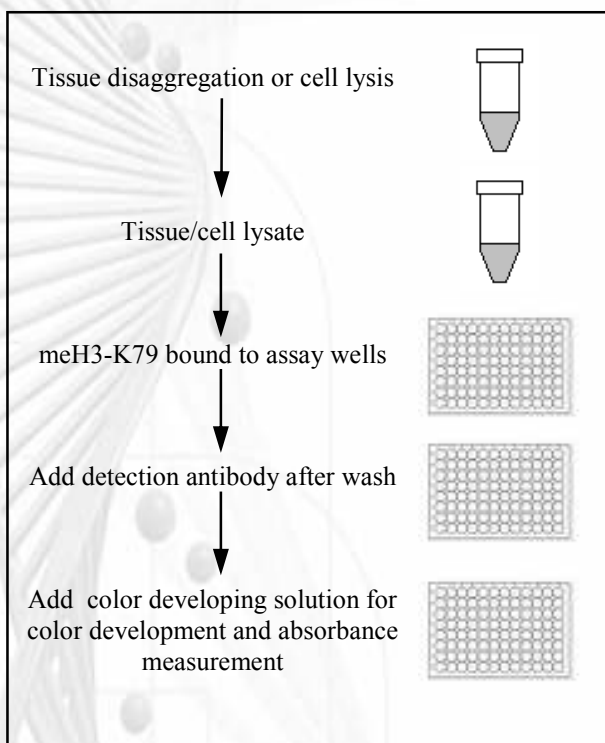 Tissue disaggregation or cell lysis
Tissue/cell lysate
meH3-K79 bound to assay wells
Add detection antibody after wash
Add color developing solution for
color development and absorbance
measurement